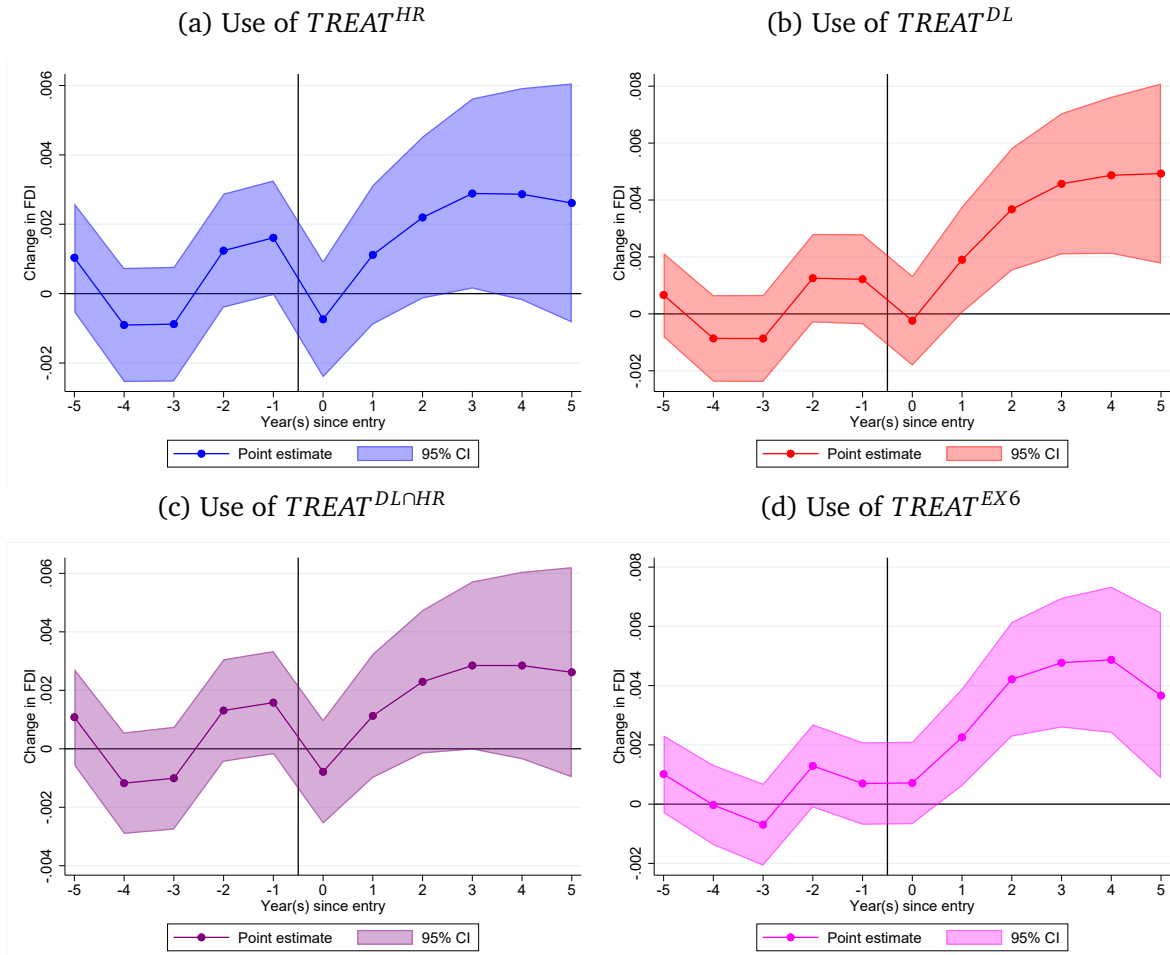 (a) Use of TREAT^HR
.006
.004
.002
0
-.002
Change in FDI
-5 -4 -3 -2 -1 0 1 2 3 4 5
Year(s) since entry
Point estimate 95% CI
(b) Use of TREAT^DL
.008
.006
.004
.002
0
-.002
Change in FDI
-5 -4 -3 -2 -1 0 1 2 3 4 5
Year(s) since entry
Point estimate 95% CI
(c) Use of TREAT^DL∩HR
.006
.004
.002
0
-.002
-.004
Change in FDI
-5 -4 -3 -2 -1 0 1 2 3 4 5
Year(s) since entry
Point estimate 95% CI
(d) Use of TREAT^EX6
.008
.006
.004
.002
0
-.002
Change in FDI
-5 -4 -3 -2 -1 0 1 2 3 4 5
Year(s) since entry
Point estimate 95% CI